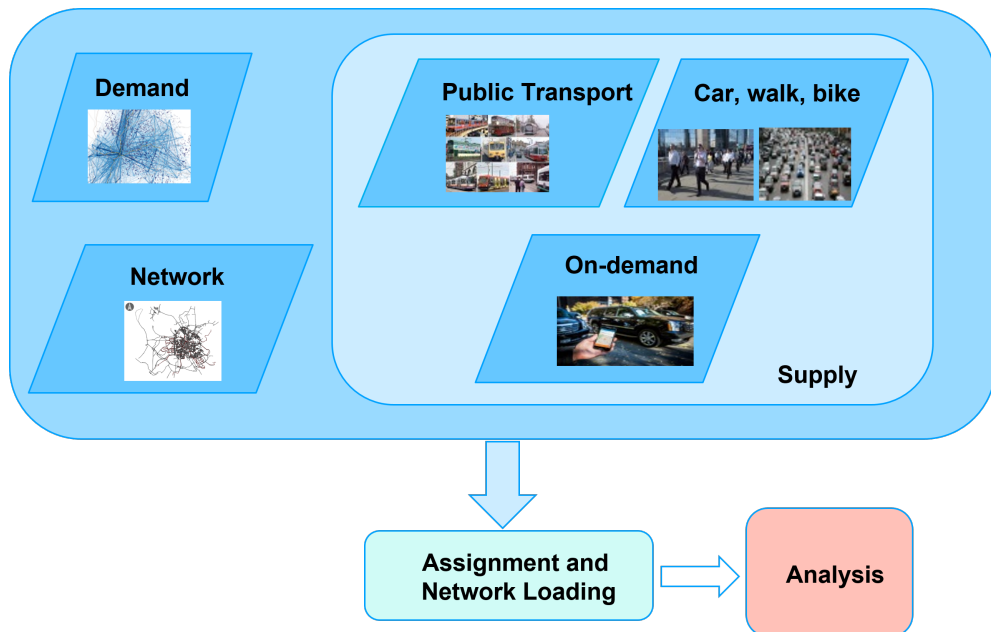 Demand
Public Transport
Car, walk, bike
Network
On-demand
Supply
Assignment and
Network Loading
Analysis